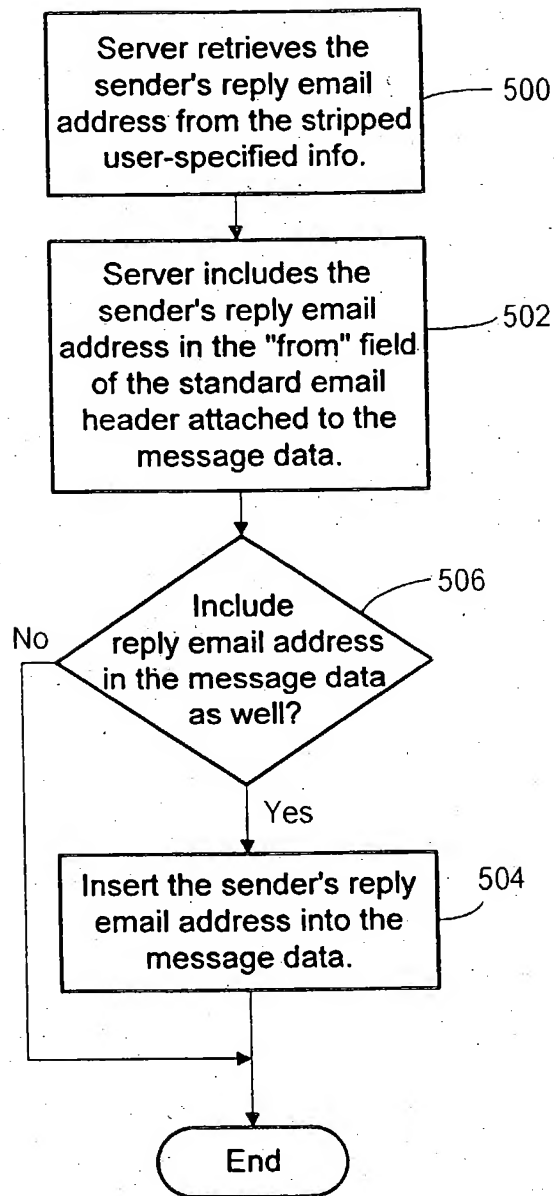 Server retrieves the
sender's reply email
address from the stripped
user-specified info.
500
Server includes the
sender's reply email
address in the "from" field
of the standard email
header attached to the
message data.
502
506
Include
reply email address
in the message data
as well?
No
Yes
Insert the sender's reply
email address into the
message data.
504
End